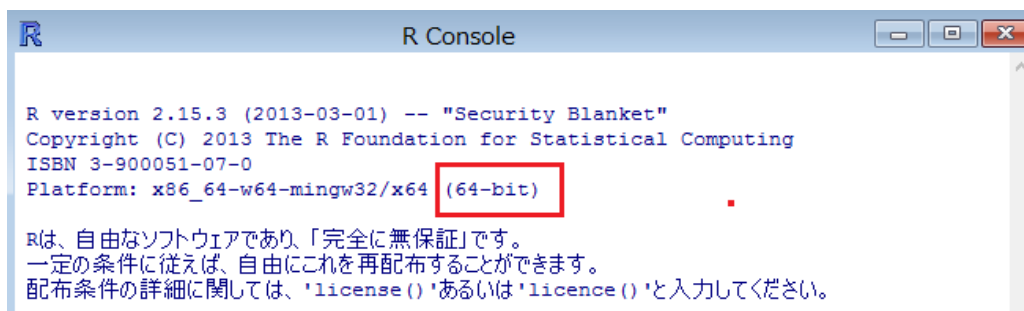 R Console
R version 2.15.3 (2013-03-01) -- "Security Blanket"
Copyright (C) 2013 The R Foundation for Statistical Computing
ISBN 3-900051-07-0
Platform: x86_64-w64-mingw32/x64 (64-bit)
Rは、自由なソフトウェアであり、「完全に無保証」です。
一定の条件に従えば、自由にこれを再配布することができます。
配布条件の詳細に関しては、'license()'あるいは'licence()'と入力してください。